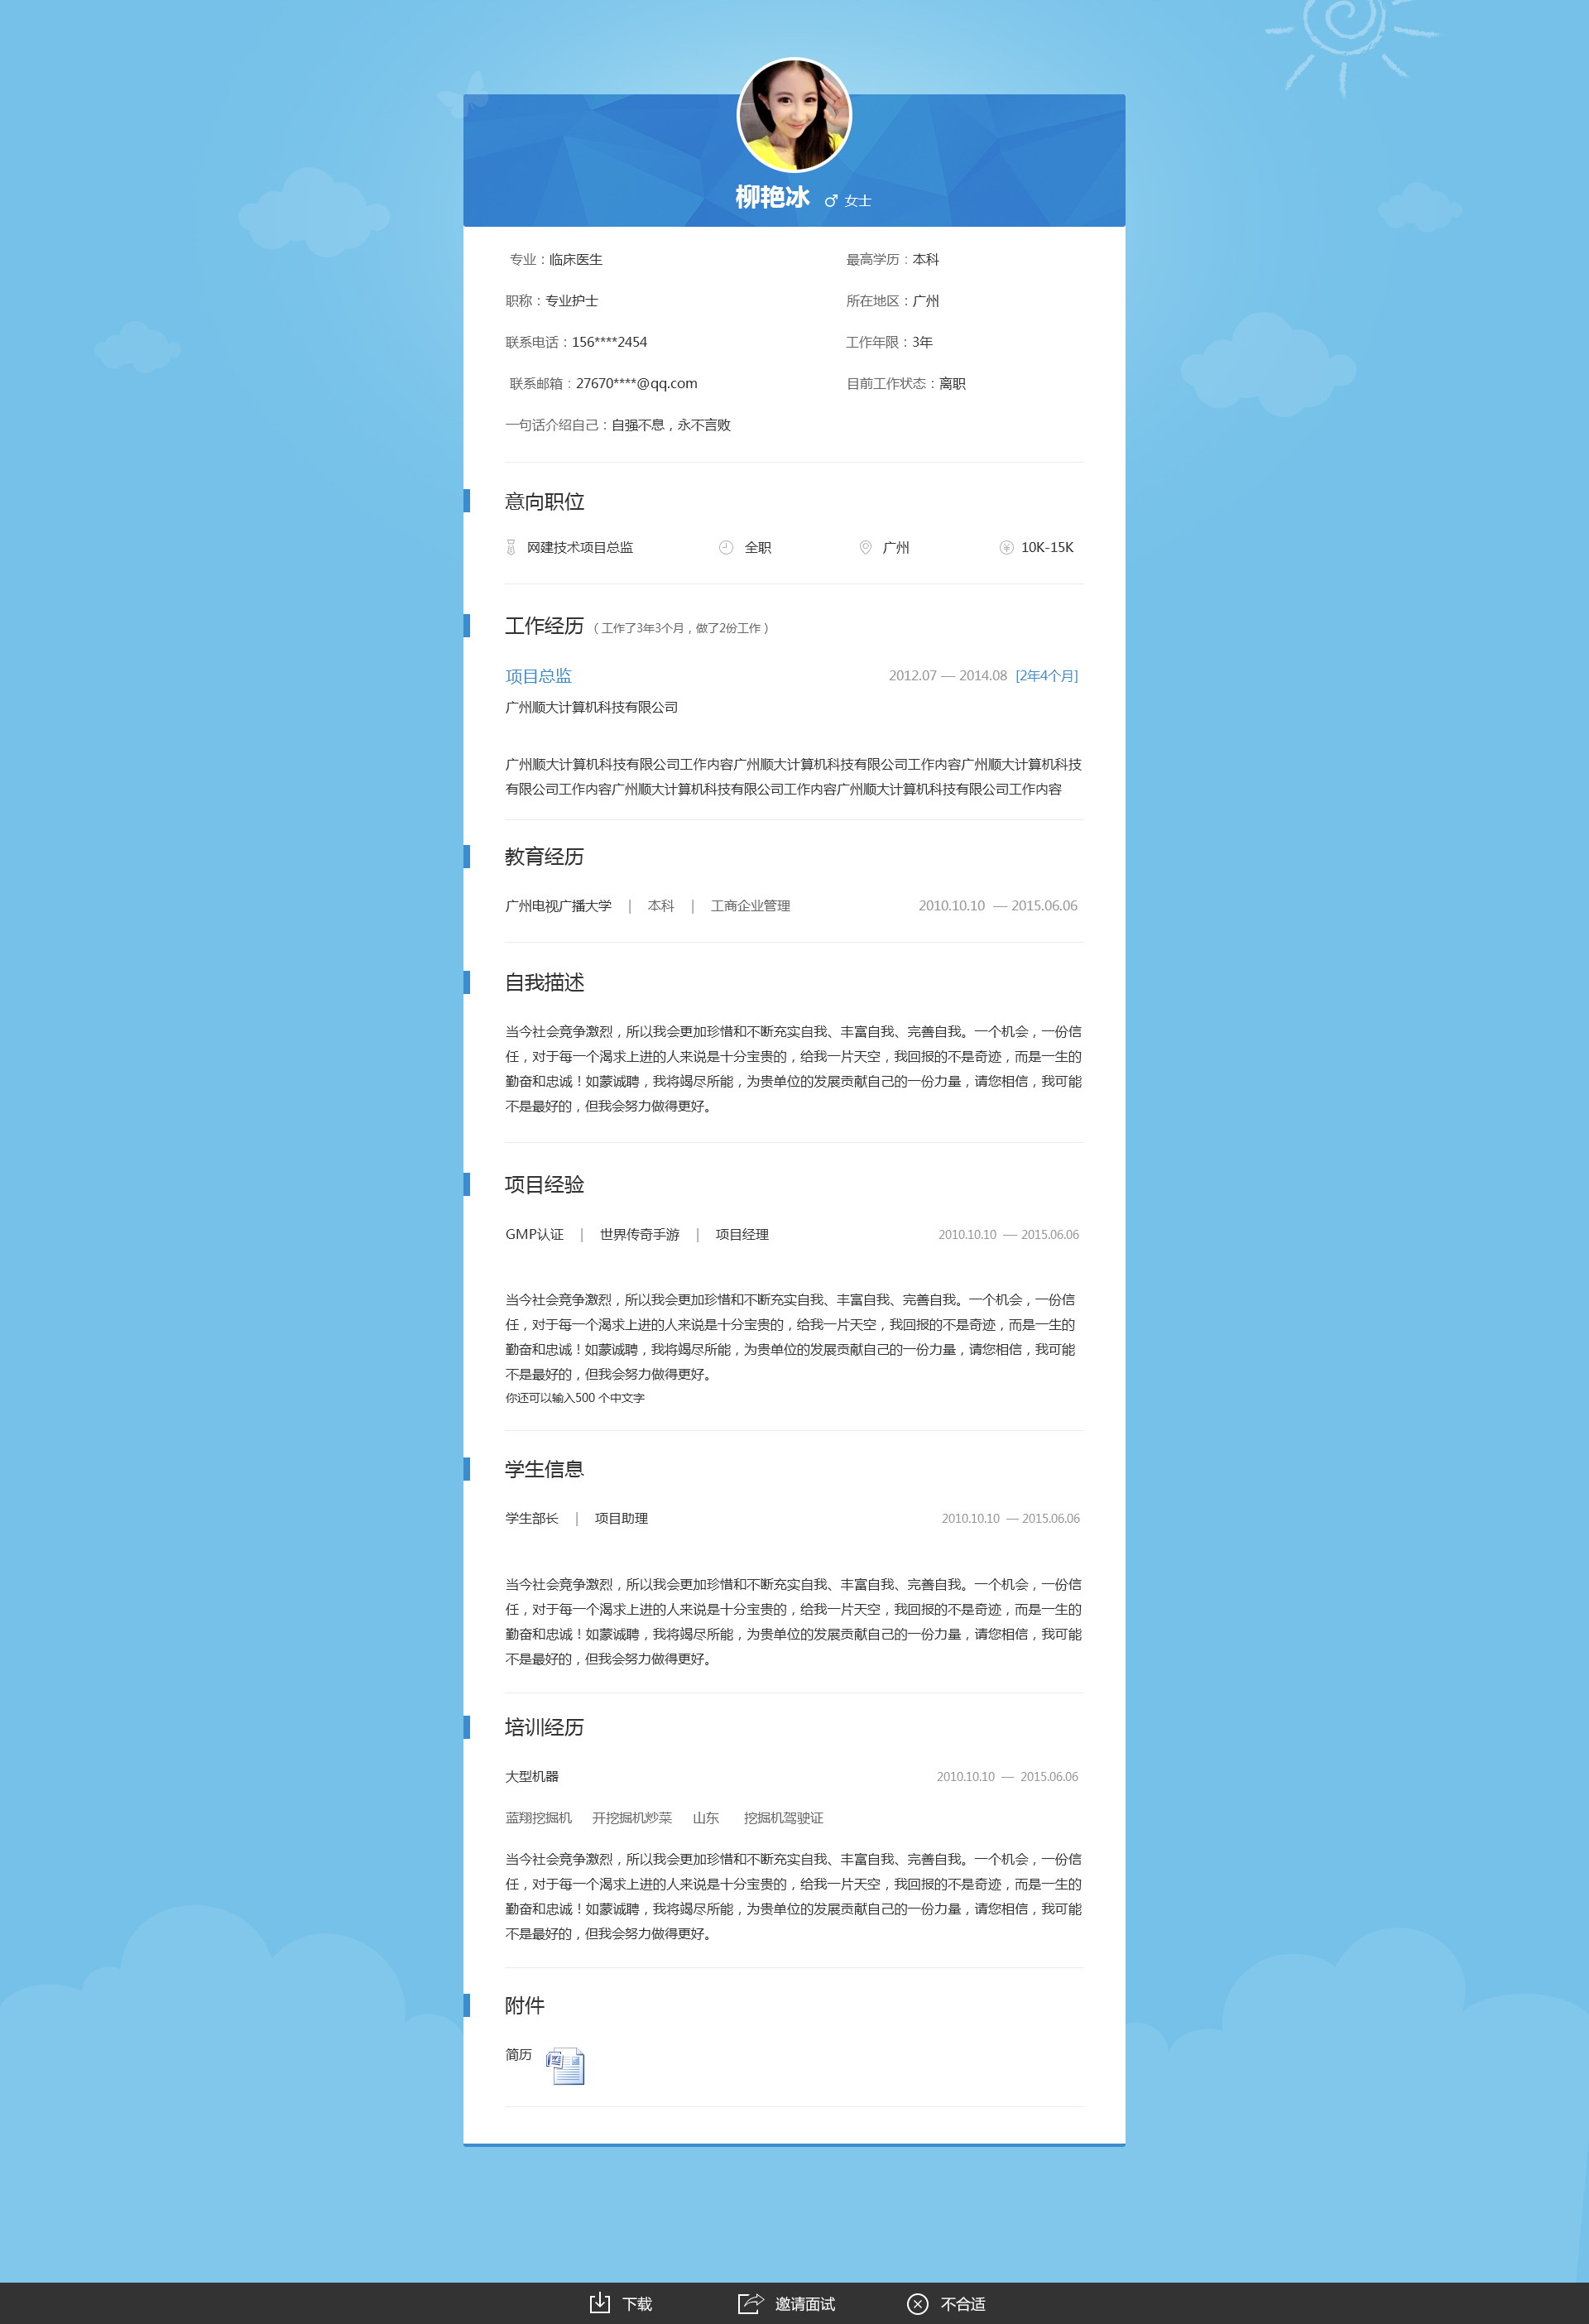 柳艳冰 ♂ 女士
专业：临床医生 最高学历：本科
职称：专业护士 所在地区：广州
联系电话：156****2454 工作年限：3年
联系邮箱：27670****@qq.com 目前工作状态：离职
一句话介绍自己：自强不息，永不言败
意向职位
网建技术项目总监 全职 广州 10K-15K
工作经历 （工作了3年3个月，做了2份工作）
项目总监 2012.07 — 2014.08 [2年4个月]
广州顺大计算机科技有限公司
广州顺大计算机科技有限公司工作内容广州顺大计算机科技有限公司工作内容广州顺大计算机科技
有限公司工作内容广州顺大计算机科技有限公司工作内容广州顺大计算机科技有限公司工作内容
教育经历
广州电视广播大学 | 本科 | 工商企业管理 2010.10.10 — 2015.06.06
自我描述
当今社会竞争激烈，所以我会更加珍惜和不断充实自我、丰富自我、完善自我。一个机会，一份信
任，对于每一个渴求上进的人来说是十分宝贵的，给我一片天空，我回报的不是奇迹，而是一生的
勤奋和忠诚！如蒙诚聘，我将竭尽所能，为贵单位的发展贡献自己的一份力量，请您相信，我可能
不是最好的，但我会努力做得更好。
项目经验
GMP认证 | 世界传奇手游 | 项目经理 2010.10.10 — 2015.06.06
当今社会竞争激烈，所以我会更加珍惜和不断充实自我、丰富自我、完善自我。一个机会，一份信
任，对于每一个渴求上进的人来说是十分宝贵的，给我一片天空，我回报的不是奇迹，而是一生的
勤奋和忠诚！如蒙诚聘，我将竭尽所能，为贵单位的发展贡献自己的一份力量，请您相信，我可能
不是最好的，但我会努力做得更好。
你还可以输入500 个中文字
学生信息
学生部长 | 项目助理 2010.10.10 — 2015.06.06
当今社会竞争激烈，所以我会更加珍惜和不断充实自我、丰富自我、完善自我。一个机会，一份信
任，对于每一个渴求上进的人来说是十分宝贵的，给我一片天空，我回报的不是奇迹，而是一生的
勤奋和忠诚！如蒙诚聘，我将竭尽所能，为贵单位的发展贡献自己的一份力量，请您相信，我可能
不是最好的，但我会努力做得更好。
培训经历
大型机器 2010.10.10 — 2015.06.06
蓝翔挖掘机 开挖掘机炒菜 山东 挖掘机驾驶证
当今社会竞争激烈，所以我会更加珍惜和不断充实自我、丰富自我、完善自我。一个机会，一份信
任，对于每一个渴求上进的人来说是十分宝贵的，给我一片天空，我回报的不是奇迹，而是一生的
勤奋和忠诚！如蒙诚聘，我将竭尽所能，为贵单位的发展贡献自己的一份力量，请您相信，我可能
不是最好的，但我会努力做得更好。
附件
简历
下载 邀请面试 不合适